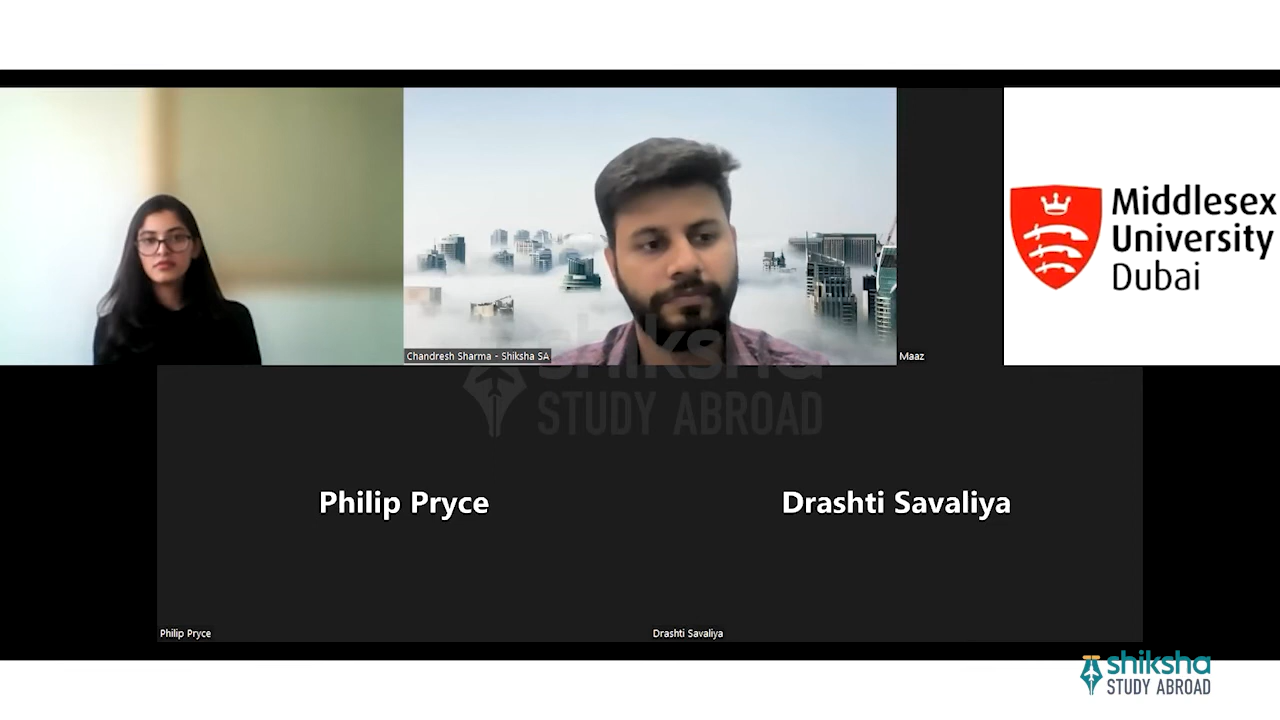 Middlesex
University
Dubai
Chandresh Sharma - Shiksha SA
Maaz
shiksha
STUDY ABROAD
Philip Pryce
Drashti Savaliya
Philip Pryce
Drashti Savaliya
shiksha
STUDY ABROAD